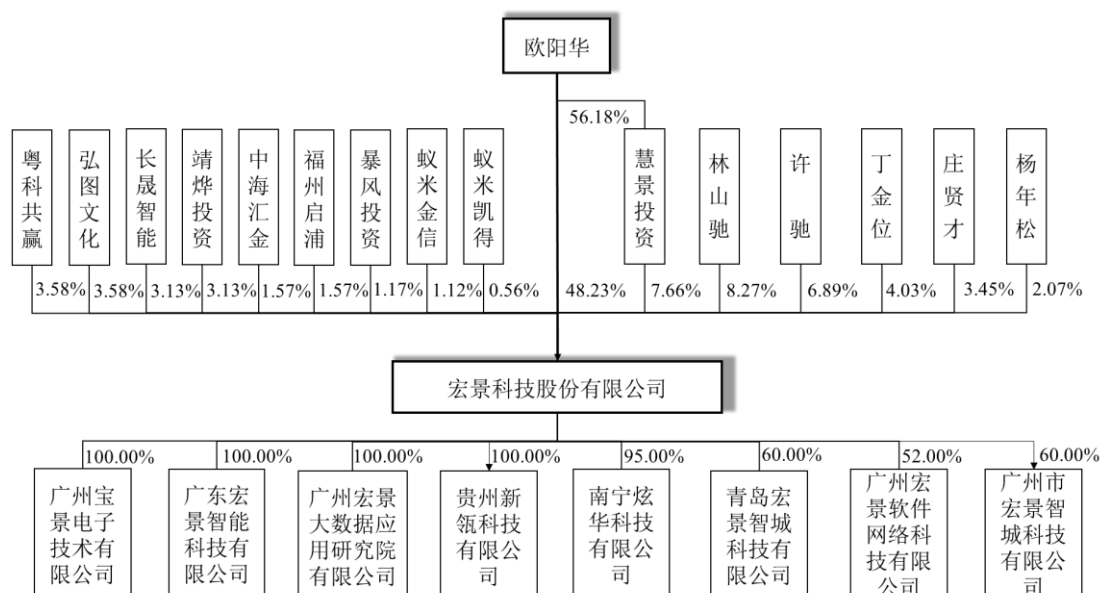 欧阳华
56.18%
粤科共赢
弘图文化
长晟智能
靖烨投资
中海汇金
福州启浦
暴风投资
蚁米金信
蚁米凯得
慧景投资
林山驰
许驰
丁金位
庄贤才
杨年松
3.58%
3.58%
3.13%
3.13%
1.57%
1.57%
1.17%
1.12%
0.56%
48.23%
7.66%
8.27%
6.89%
4.03%
3.45%
2.07%
宏景科技股份有限公司
100.00%
100.00%
100.00%
100.00%
95.00%
60.00%
52.00%
60.00%
广州宝
景电子
技术有
限公司
广东宏
景智能
科技有
限公司
广州宏景
大数据应
用研究院
有限公司
贵州新
瓴科技
有限公
司
南宁炫
华科技
有限公
司
青岛宏
景智城
科技有
限公司
广州宏
景软件
网络科
技有限
公司
广州市
宏景智
城科技
有限公
司